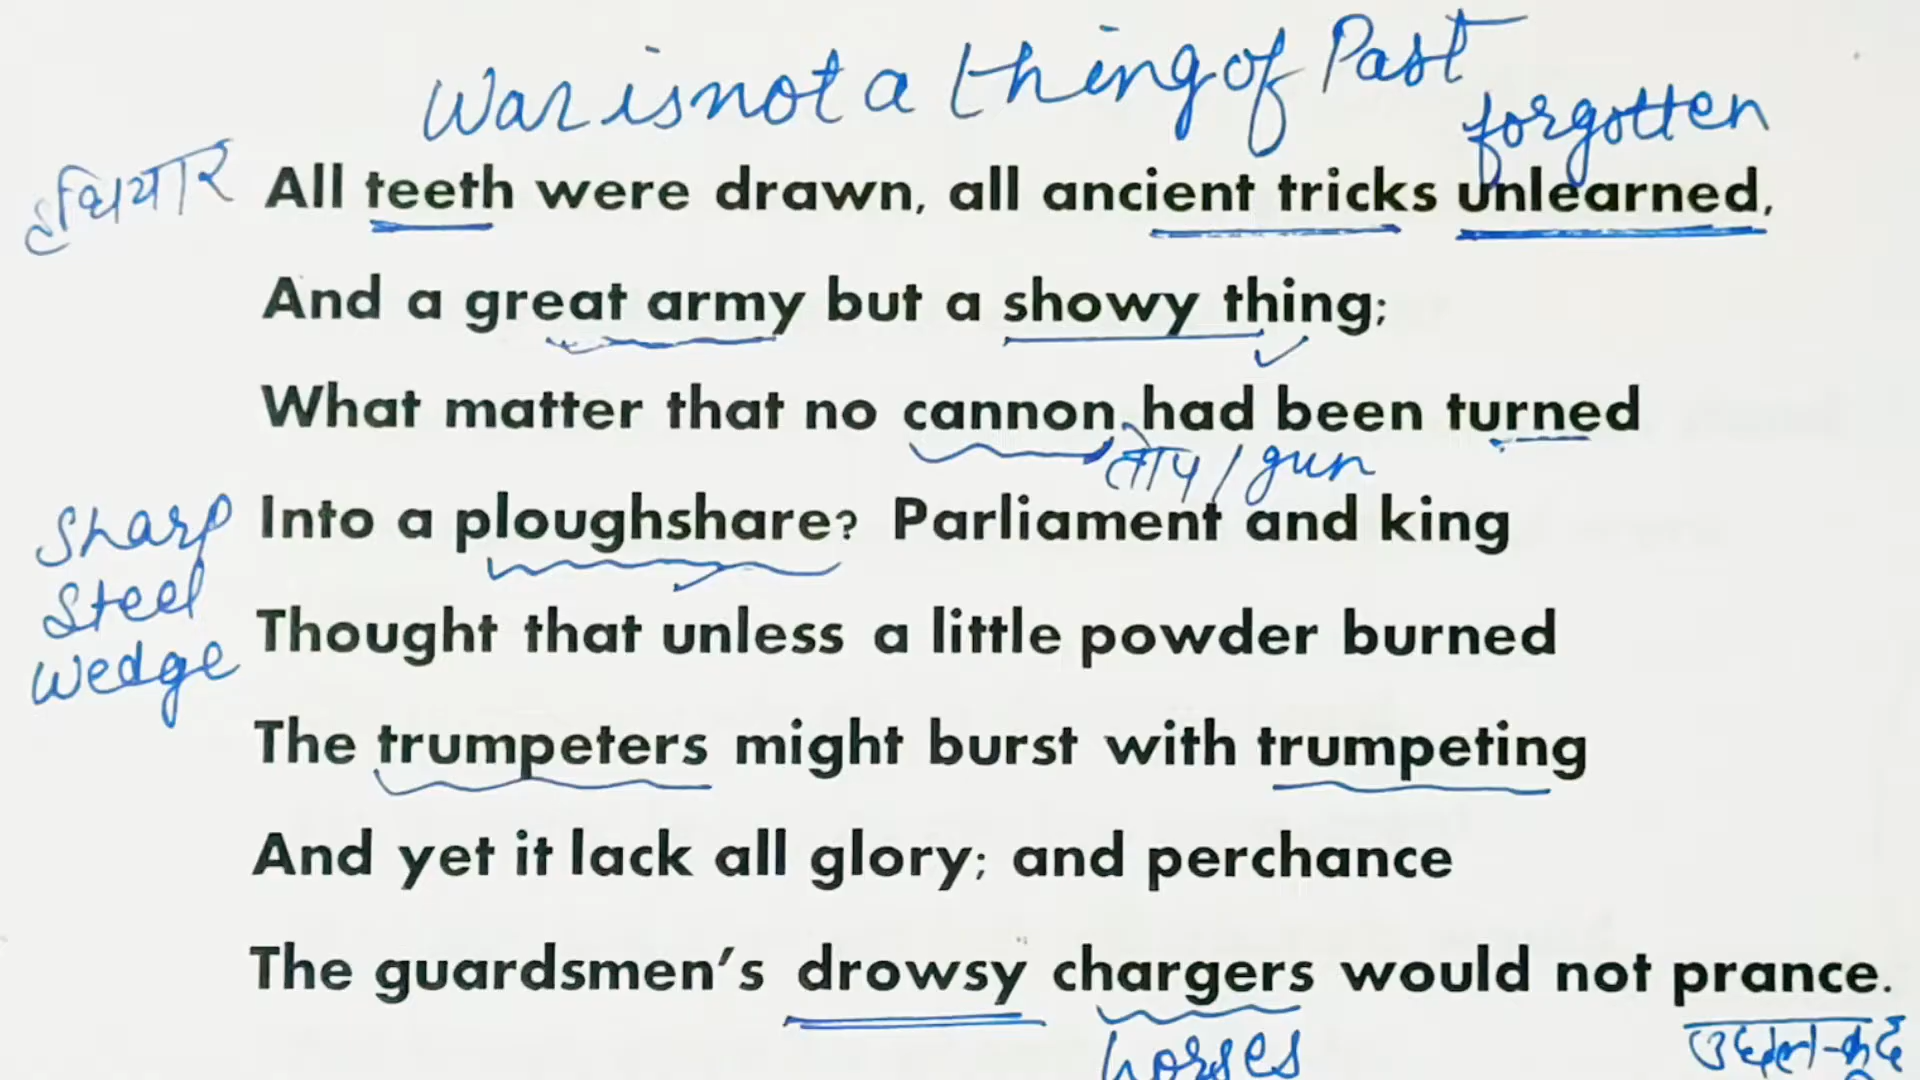 War is not a thing of Past
forgotten
हथियार All teeth were drawn, all ancient tricks unlearned,
And a great army but a showy thing;
What matter that no cannon had been turned
तोप / gun
Into a ploughshare? Parliament and king
Sharp
Steel
wedge
Thought that unless a little powder burned
The trumpeters might burst with trumpeting
And yet it lack all glory; and perchance
The guardsmen's drowsy chargers would not prance.
horses
उछल-कूद